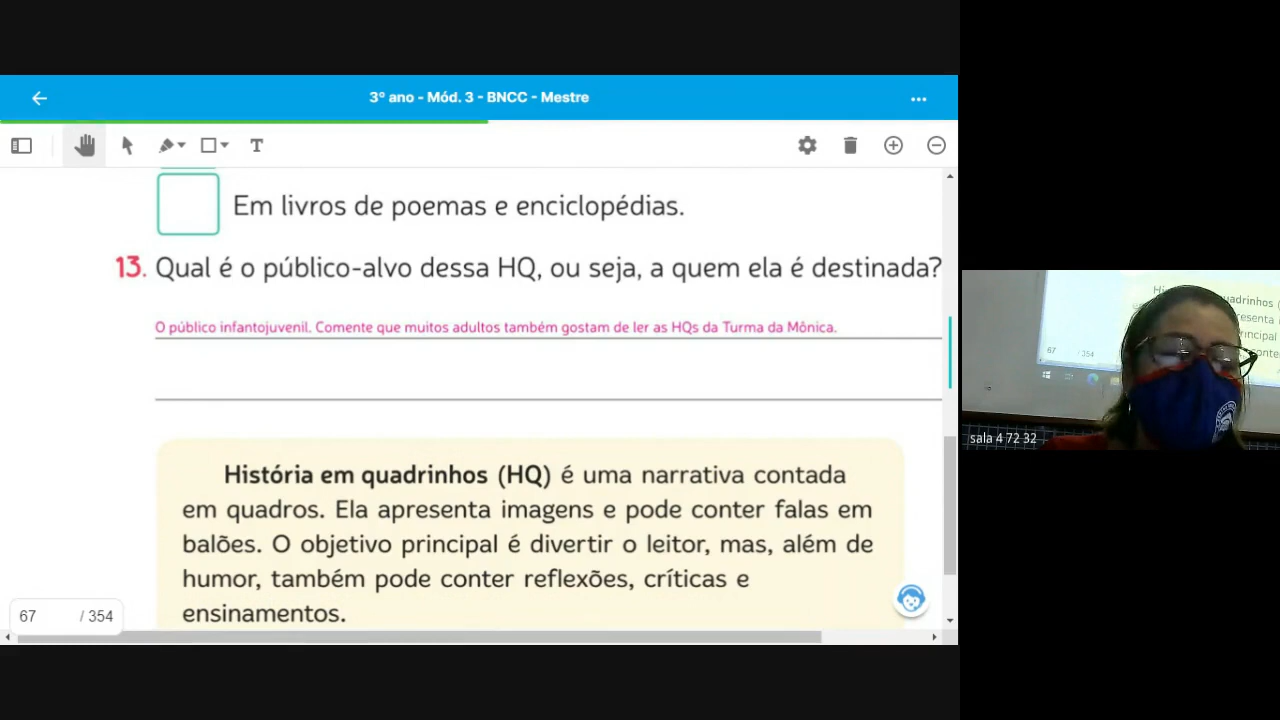 3º ano - Mód. 3 - BNCC - Mestre
T
Em livros de poemas e enciclopédias.
13. Qual é o público-alvo dessa HQ, ou seja, a quem ela é destinada?
O público infantojuvenil. Comente que muitos adultos também gostam de ler as HQs da Turma da Mônica.
História em quadrinhos (HQ) é uma narrativa contada
em quadros. Ela apresenta imagens e pode conter falas em
balões. O objetivo principal é divertir o leitor, mas, além de
humor, também pode conter reflexões, críticas e
ensinamentos.
67 / 354
67 / 354
sala 4 72 32